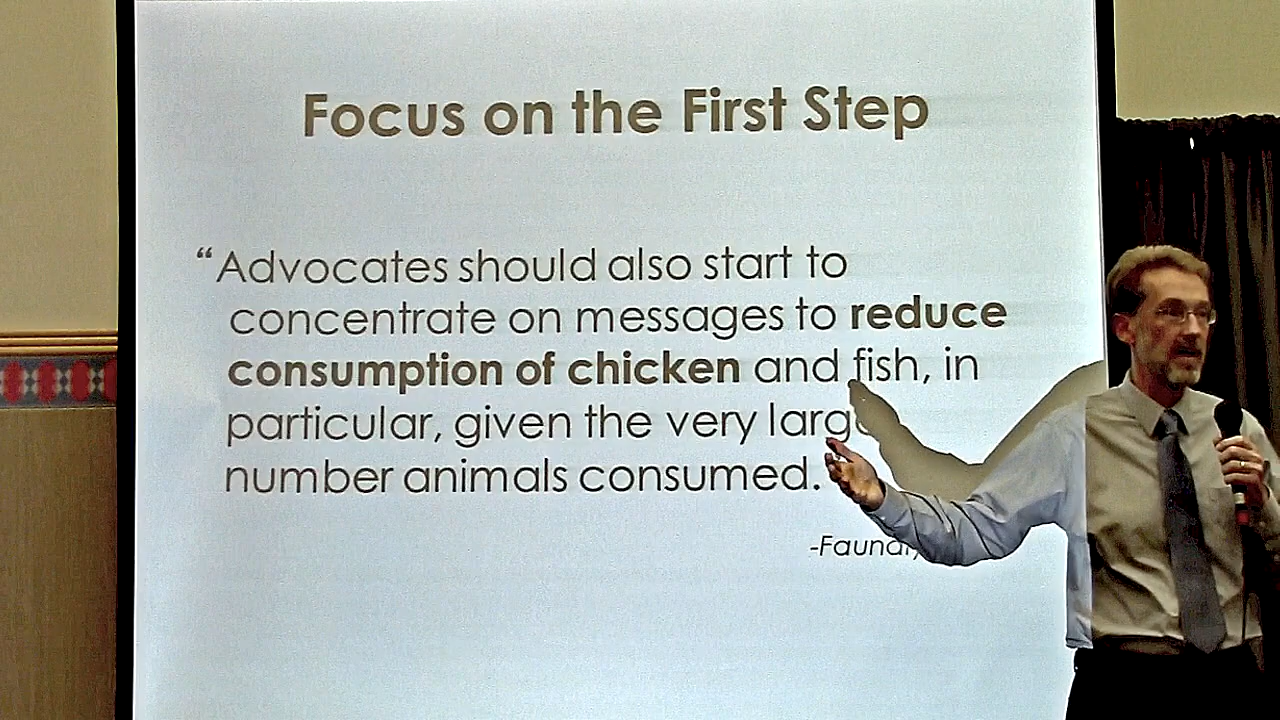 Focus on the First Step
“Advocates should also start to
concentrate on messages to reduce
consumption of chicken and fish, in
particular, given the very large
number animals consumed.